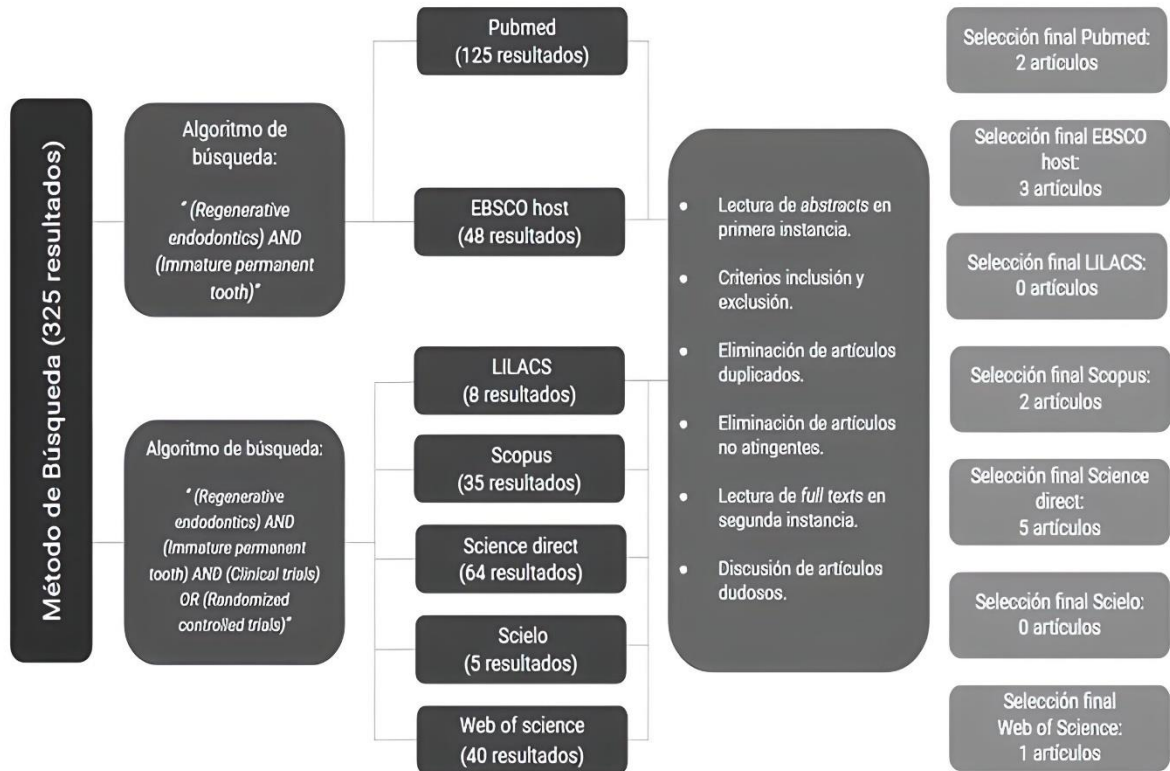 Método de Búsqueda (325 resultados)
Algoritmo de
búsqueda:
" (Regenerative
endodontics) AND
(Immature permanent
tooth)"
Algoritmo de búsqueda:
" (Regenerative
endodontics) AND
(Immature permanent
tooth) AND (Clinical trials)
OR (Randomized
controlled trials)"
Pubmed
(125 resultados)
EBSCO host
(48 resultados)
LILACS
(8 resultados)
Scopus
(35 resultados)
Science direct
(64 resultados)
Scielo
(5 resultados)
Web of science
(40 resultados)
• Lectura de abstracts en
primera instancia.
• Criterios inclusión y
exclusión.
• Eliminación de artículos
duplicados.
• Eliminación de artículos
no atingentes.
• Lectura de full texts en
segunda instancia.
• Discusión de artículos
dudosos.
Selección final Pubmed:
2 artículos
Selección final EBSCO
host:
3 artículos
Selección final LILACS:
0 artículos
Selección final Scopus:
2 artículos
Selección final Science
direct:
5 artículos
Selección final Scielo:
0 artículos
Selección final
Web of Science:
1 artículos